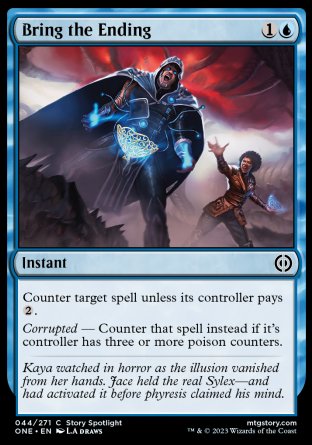 Bring the Ending 1
Instant
Counter target spell unless its controller pays
2.
Corrupted — Counter that spell instead if it's
controller has three or more poison counters.
Kaya watched in horror as the illusion vanished
from her hands. Jace held the real Sylex—and
had activated it before phyresis claimed his mind.
044/271 C Story Spotlight mtgstory.com
ONE • EN LA DRAWS ™ & © 2023 Wizards of the Coast